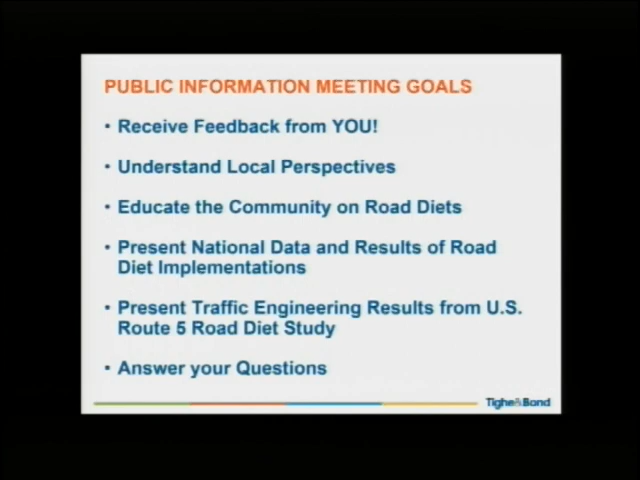 PUBLIC INFORMATION MEETING GOALS
• Receive Feedback from YOU!
• Understand Local Perspectives
• Educate the Community on Road Diets
• Present National Data and Results of Road
Diet Implementations
• Present Traffic Engineering Results from U.S.
Route 5 Road Diet Study
• Answer your Questions
Tighe&Bond